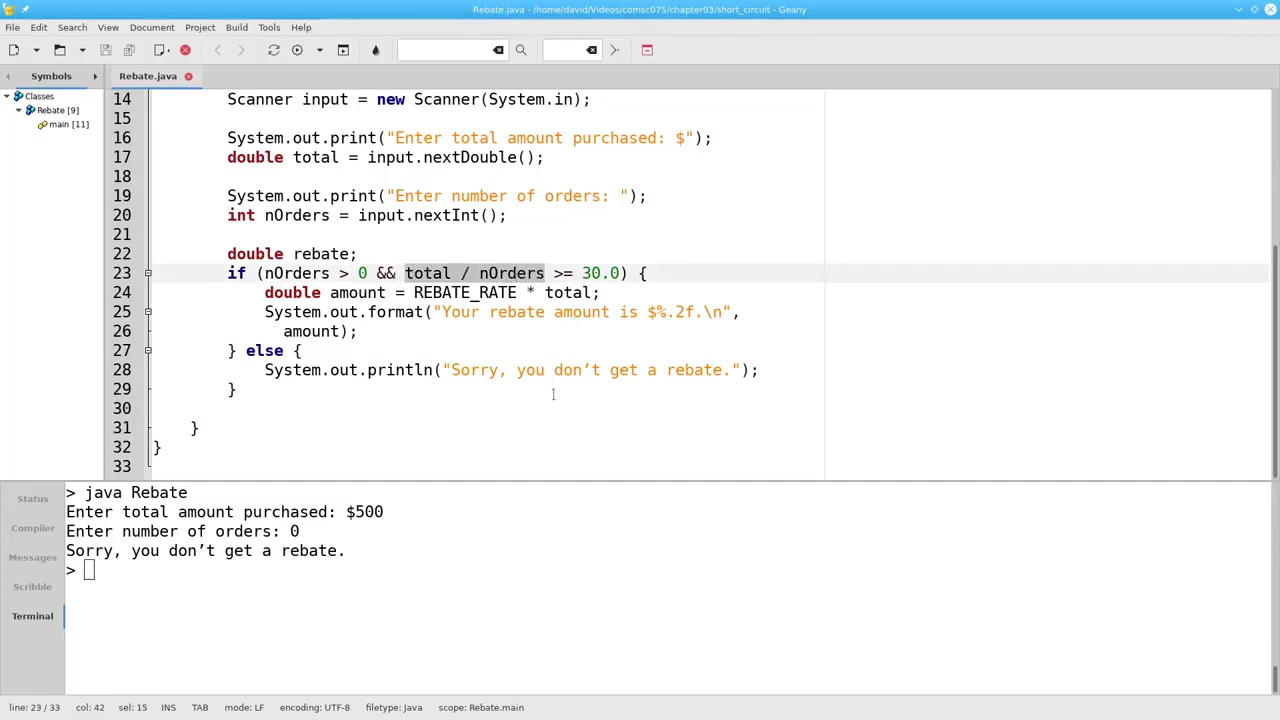 Rebate.java - /home/david/Videos/comsc075/chapter03/short_circuit - Geany
File Edit Search View Document Project Build Tools Help
Symbols
Rebate.java
Classes
Rebate [9]
main [11]
14 Scanner input = new Scanner(System.in);
15
16 System.out.print("Enter total amount purchased: $");
17 double total = input.nextDouble();
18
19 System.out.print("Enter number of orders: ");
20 int nOrders = input.nextInt();
21
22 double rebate;
23 if (nOrders > 0 && total / nOrders >= 30.0) {
24 double amount = REBATE_RATE * total;
25 System.out.format("Your rebate amount is $%.2f.\n",
26 amount);
27 } else {
28 System.out.println("Sorry, you don’t get a rebate.");
29 }
30
31 }
32 }
33
Status
Compiler
Messages
Scribble
Terminal
> java Rebate
Enter total amount purchased: $500
Enter number of orders: 0
Sorry, you don’t get a rebate.
>
line: 23 / 33 col: 42 sel: 15 INS TAB mode: LF encoding: UTF-8 filetype: Java scope: Rebate.main